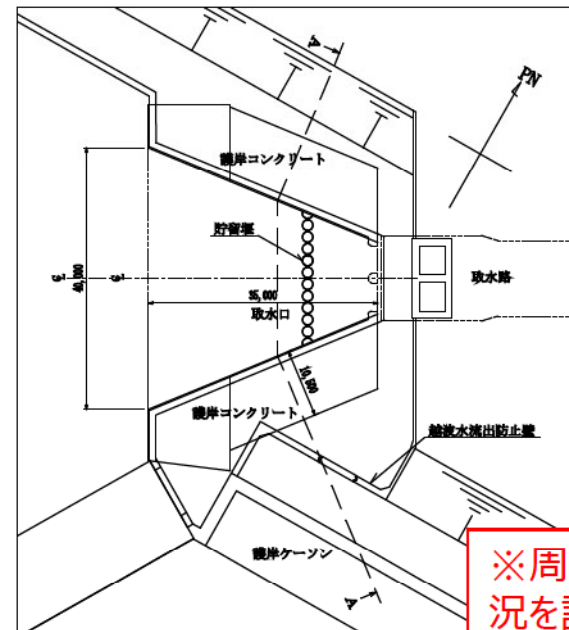 A
PN
護岸コンクリート
貯留堰
40,000
35,000
取水口
取水路
10,500
護岸コンクリート
越波水流出防止壁
護岸ケーソン
A
※周
況を